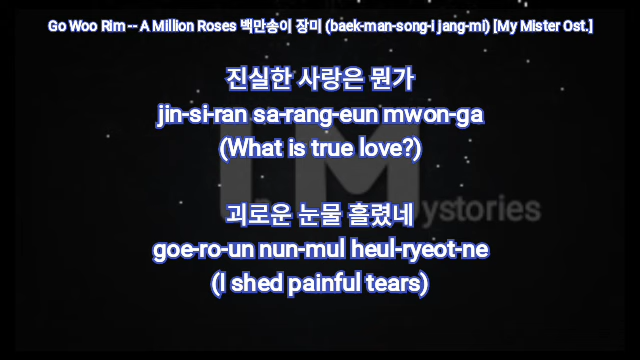 Go Woo Rim -- A Million Roses 백만송이 장미 (baek-man-song-i jang-mi) [My Mister Ost.]
진실한 사랑은 뭔가
jin-si-ran sa-rang-eun mwon-ga
(What is true love?)
I.M
ystories
괴로운 눈물 흘렸네
goe-ro-un nun-mul heul-ryeot-ne
(I shed painful tears)